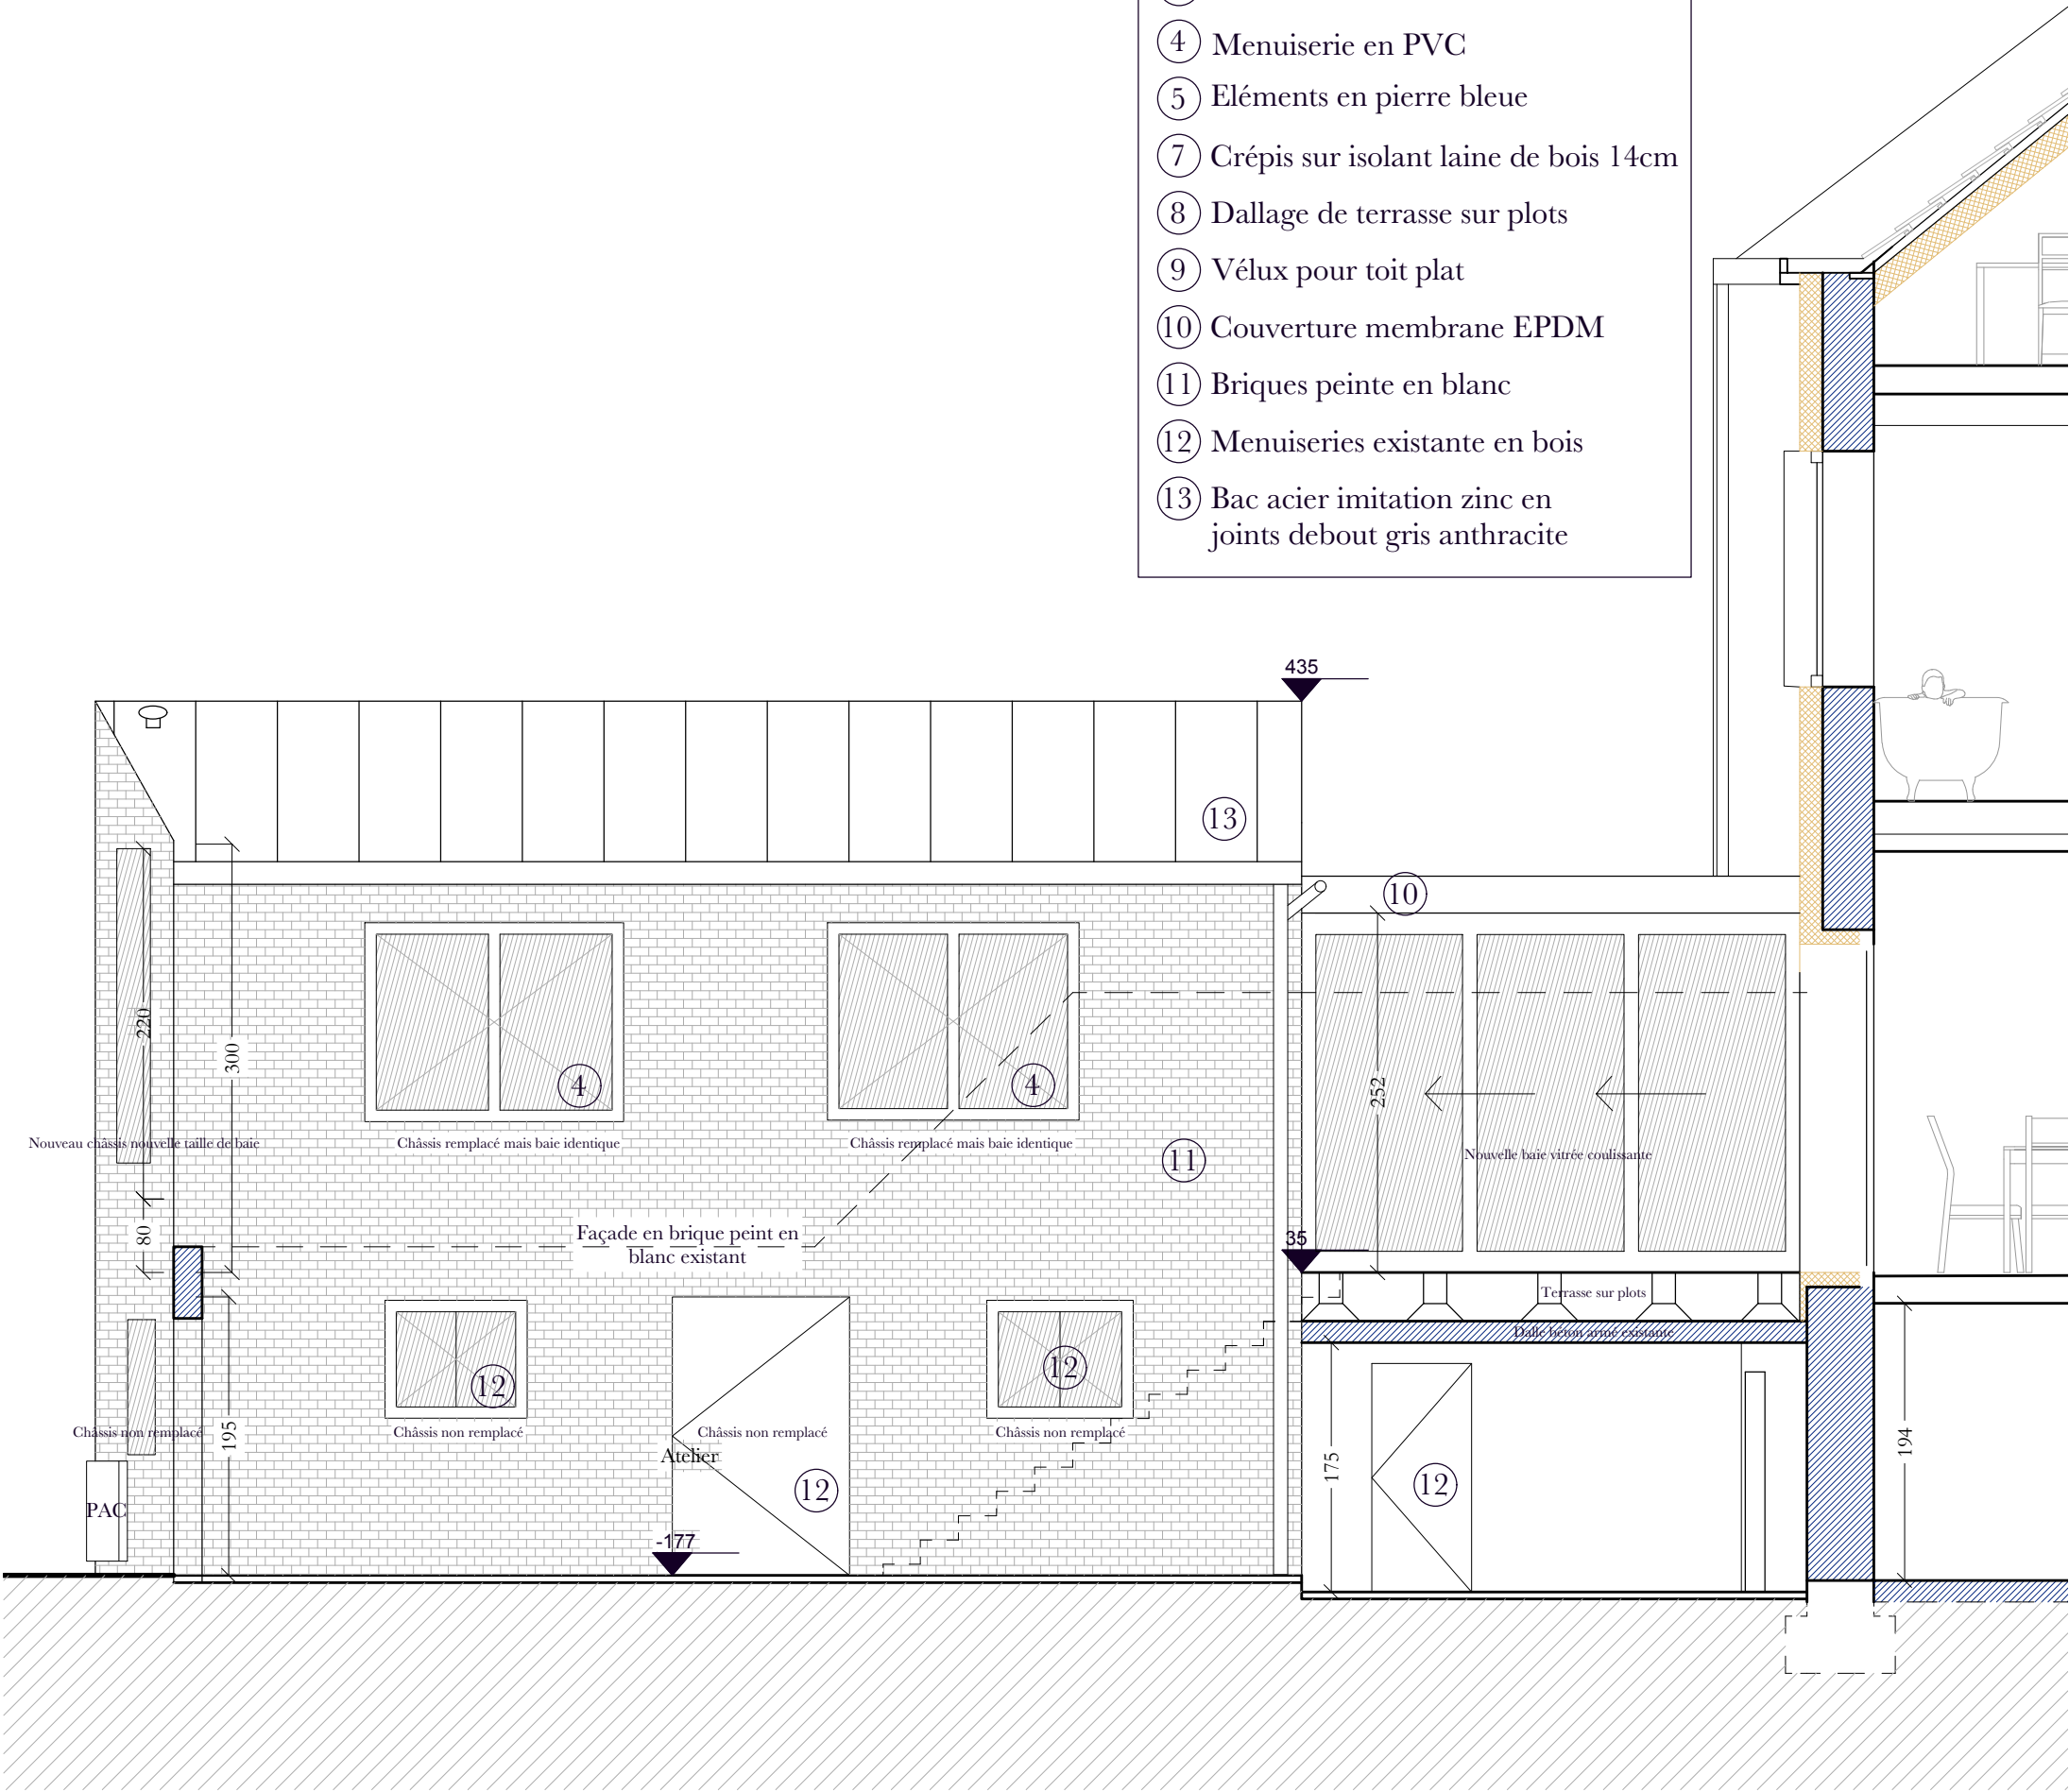 4 Menuiserie en PVC
5 Eléments en pierre bleue
7 Crépis sur isolant laine de bois 14cm
8 Dallage de terrasse sur plots
9 Vélux pour toit plat
10 Couverture membrane EPDM
11 Briques peinte en blanc
12 Menuiseries existante en bois
13 Bac acier imitation zinc en
joints debout gris anthracite
435
13
10
220
300
4
4
252
Nouveau châssis nouvelle taille de baie
Châssis remplacé mais baie identique
Châssis remplacé mais baie identique
11
Nouvelle baie vitrée coulissante
80
Façade en brique peint en
blanc existant
35
Terrasse sur plots
Dalle béton armé existante
12
12
Châssis non remplacé
195
Châssis non remplacé
Châssis non remplacé
Châssis non remplacé
Atelier
175
194
12
12
PAC
-177